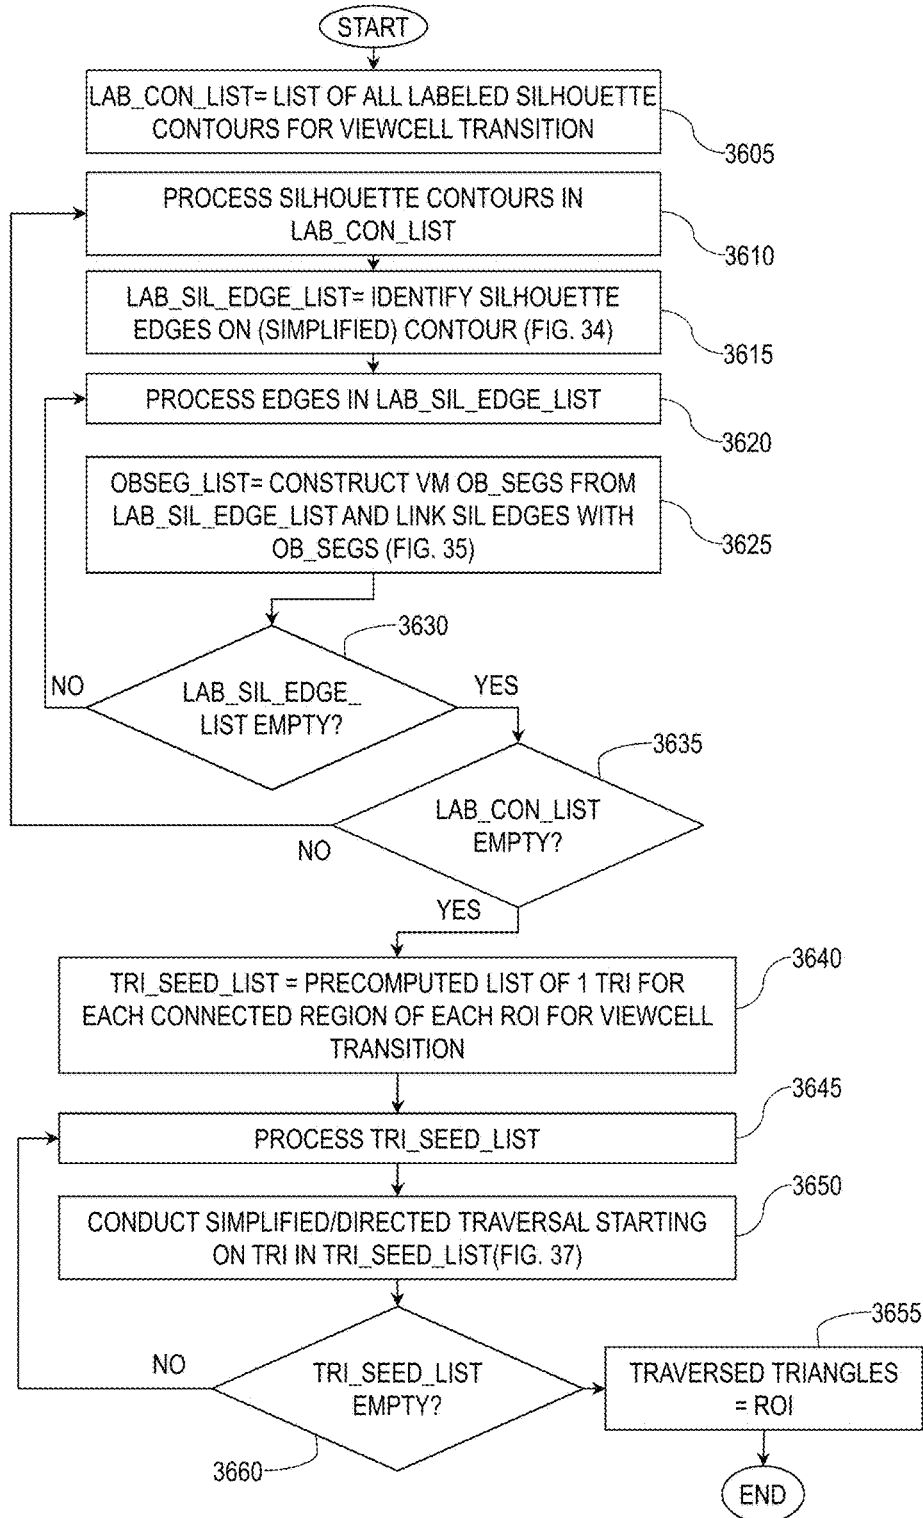 START
LAB_CON_LIST= LIST OF ALL LABELED SILHOUETTE
CONTOURS FOR VIEWCELL TRANSITION
3605
PROCESS SILHOUETTE CONTOURS IN
LAB_CON_LIST
3610
LAB_SIL_EDGE_LIST= IDENTIFY SILHOUETTE
EDGES ON (SIMPLIFIED) CONTOUR (FIG. 34)
3615
PROCESS EDGES IN LAB_SIL_EDGE_LIST
3620
OBSEG_LIST= CONSTRUCT VM OB_SEGS FROM
LAB_SIL_EDGE_LIST AND LINK SIL EDGES WITH
OB_SEGS (FIG. 35)
3625
3630
NO
LAB_SIL_EDGE_
LIST EMPTY?
YES
3635
LAB_CON_LIST
EMPTY?
NO
YES
3640
TRI_SEED_LIST = PRECOMPUTED LIST OF 1 TRI FOR
EACH CONNECTED REGION OF EACH ROI FOR VIEWCELL
TRANSITION
3645
PROCESS TRI_SEED_LIST
3650
CONDUCT SIMPLIFIED/DIRECTED TRAVERSAL STARTING
ON TRI IN TRI_SEED_LIST(FIG. 37)
3655
NO
TRI_SEED_LIST
EMPTY?
TRAVERSED TRIANGLES
= ROI
3660
END